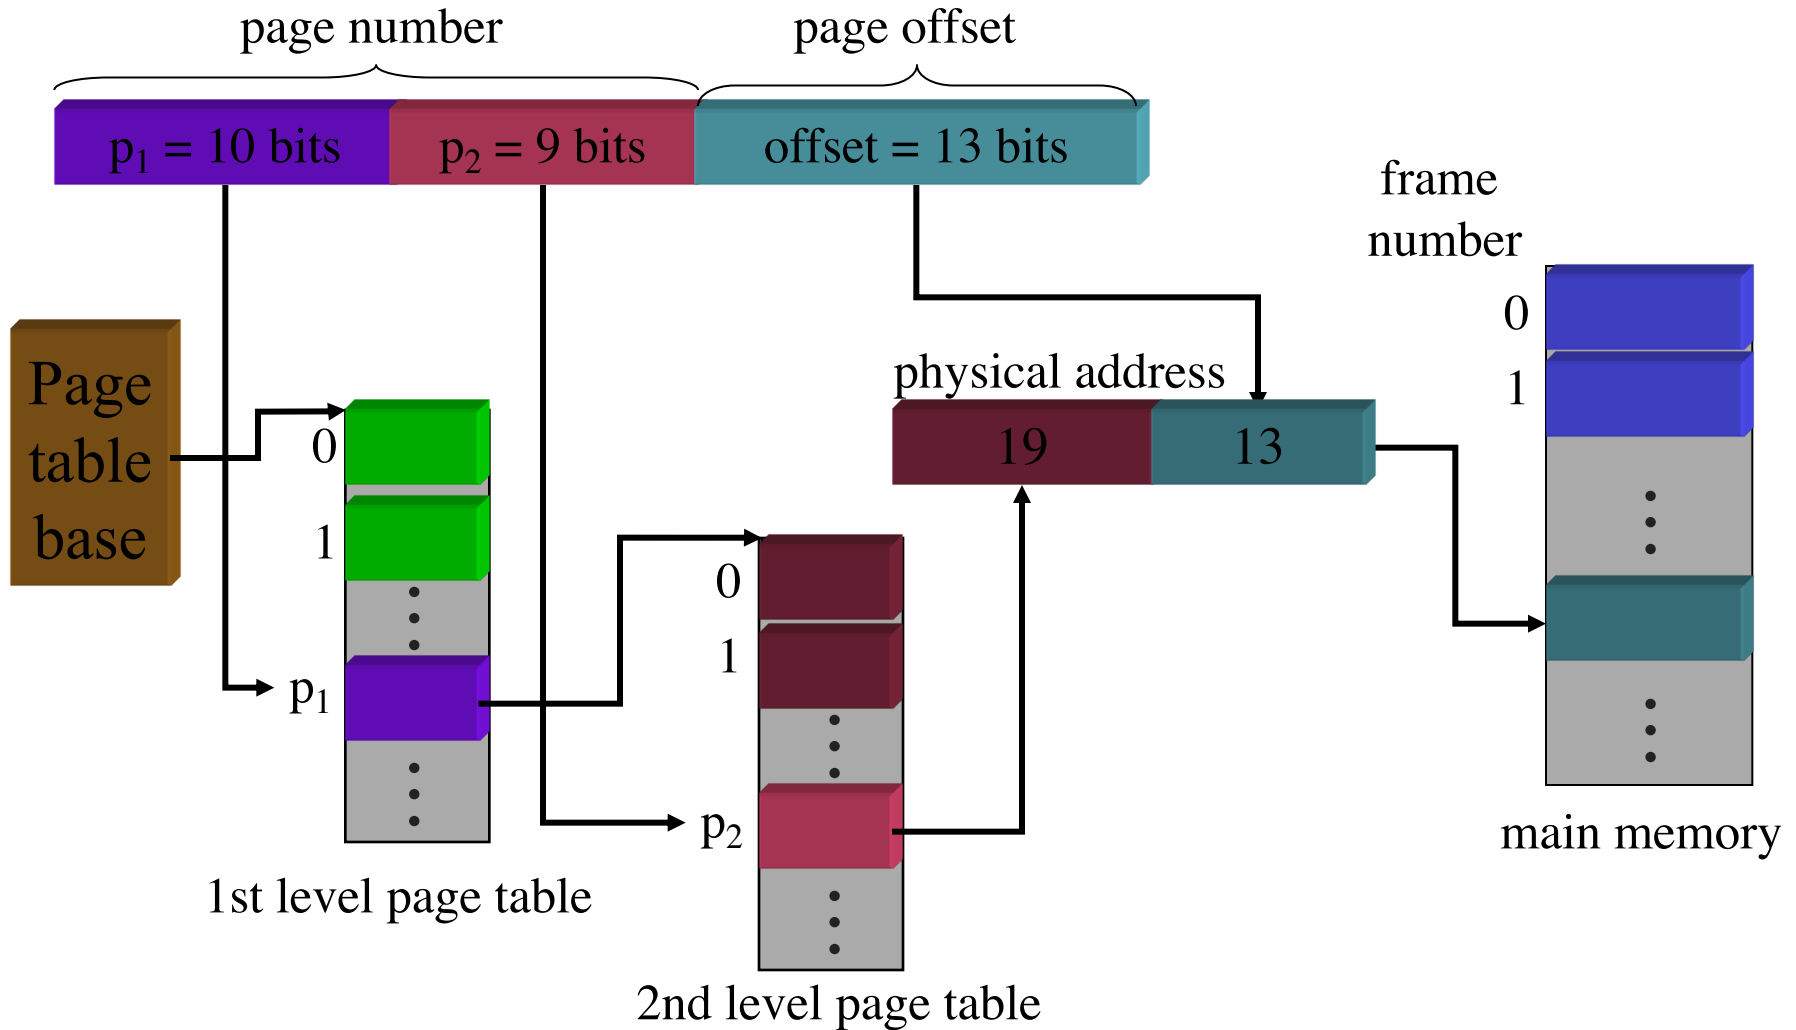 page number
page offset
p₁ = 10 bits
p₂ = 9 bits
offset = 13 bits
frame
number
0
1
Page
table
base
physical address
19
13
0
1
p₁
0
1
p₂
1st level page table
2nd level page table
main memory